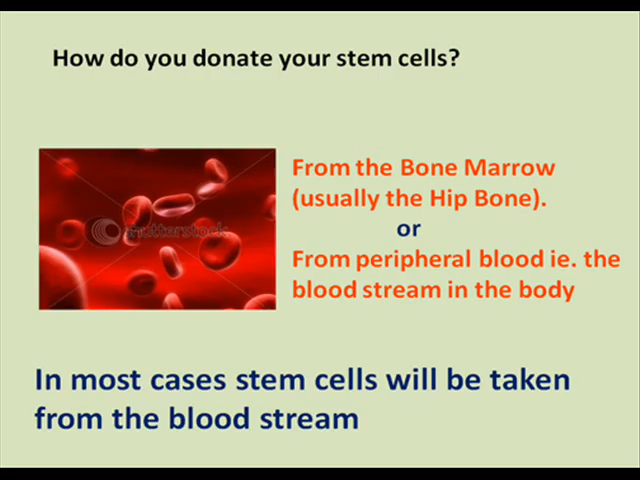 How do you donate your stem cells?
From the Bone Marrow
(usually the Hip Bone).
or
From peripheral blood ie. the
blood stream in the body
shutterstock
In most cases stem cells will be taken
from the blood stream